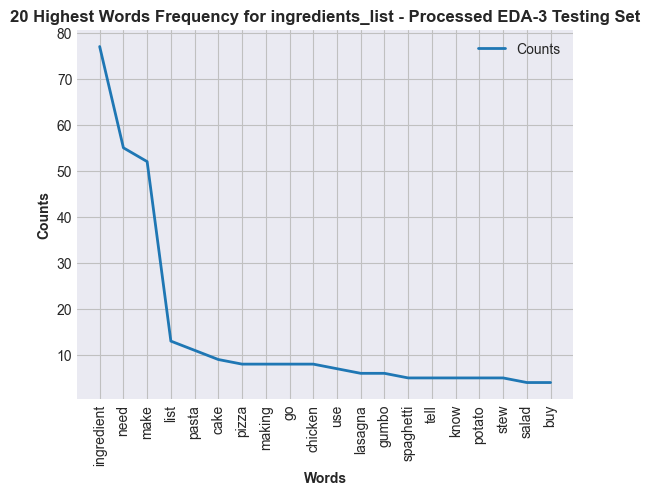 20 Highest Words Frequency for ingredients_list - Processed EDA-3 Testing Set
Counts
80
70
60
50
40
30
20
10
Counts
ingredient
need
make
list
pasta
cake
pizza
making
go
chicken
use
lasagna
gumbo
spaghetti
tell
know
potato
stew
salad
buy
Words